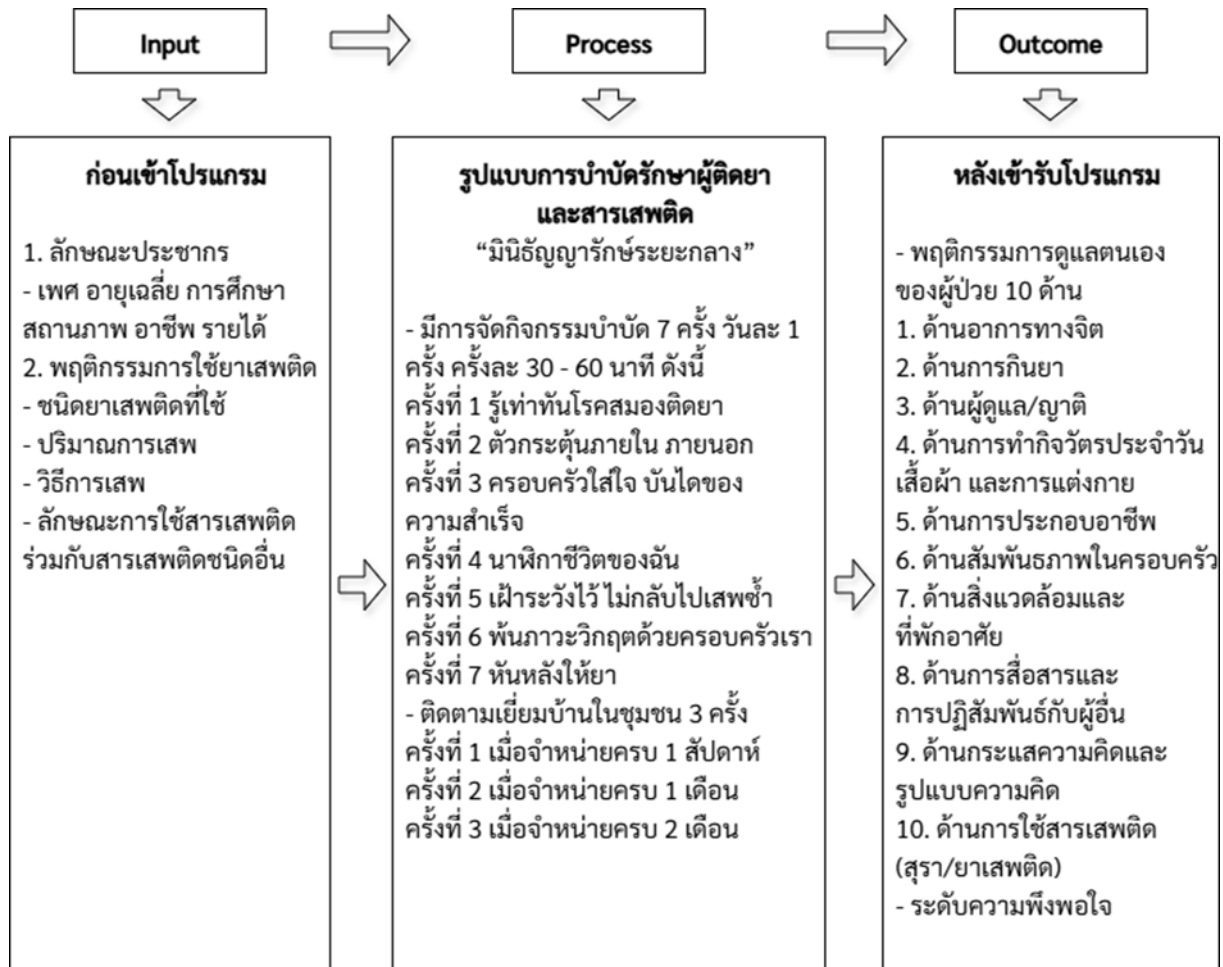 Input
Process
Outcome
ก่อนเข้าโปรแกรม
1. ลักษณะประชากร
- เพศ อายุเฉลี่ย การศึกษา
สถานภาพ อาชีพ รายได้
2. พฤติกรรมการใช้ยาเสพติด
- ชนิดยาเสพติดที่ใช้
- ปริมาณการเสพ
- วิธีการเสพ
- ลักษณะการใช้สารเสพติด
ร่วมกับสารเสพติดชนิดอื่น
รูปแบบการบำบัดรักษาผู้ติดยา
และสารเสพติด
“มินิธัญญารักษ์ระยะกลาง”
- มีการจัดกิจกรรมบำบัด 7 ครั้ง วันละ 1
ครั้ง ครั้งละ 30 - 60 นาที ดังนี้
ครั้งที่ 1 รู้เท่าทันโรคสมองติดยา
ครั้งที่ 2 ตัวกระตุ้นภายใน ภายนอก
ครั้งที่ 3 ครอบครัวใส่ใจ บันไดของ
ความสำเร็จ
ครั้งที่ 4 นาฬิกาชีวิตของฉัน
ครั้งที่ 5 เฝ้าระวังไว้ ไม่กลับไปเสพซ้ำ
ครั้งที่ 6 พ้นภาวะวิกฤตด้วยครอบครัวเรา
ครั้งที่ 7 หันหลังให้ยา
- ติดตามเยี่ยมบ้านในชุมชน 3 ครั้ง
ครั้งที่ 1 เมื่อจำหน่ายครบ 1 สัปดาห์
ครั้งที่ 2 เมื่อจำหน่ายครบ 1 เดือน
ครั้งที่ 3 เมื่อจำหน่ายครบ 2 เดือน
หลังเข้ารับโปรแกรม
- พฤติกรรมการดูแลตนเอง
ของผู้ป่วย 10 ด้าน
1. ด้านอาการทางจิต
2. ด้านการกินยา
3. ด้านผู้ดูแล/ญาติ
4. ด้านการทำกิจวัตรประจำวัน
เสื้อผ้า และการแต่งกาย
5. ด้านการประกอบอาชีพ
6. ด้านสัมพันธภาพในครอบครัว
7. ด้านสิ่งแวดล้อมและ
ที่พักอาศัย
8. ด้านการสื่อสารและ
การปฏิสัมพันธ์กับผู้อื่น
9. ด้านกระแสความคิดและ
รูปแบบความคิด
10. ด้านการใช้สารเสพติด
(สุรา/ยาเสพติด)
- ระดับความพึงพอใจ